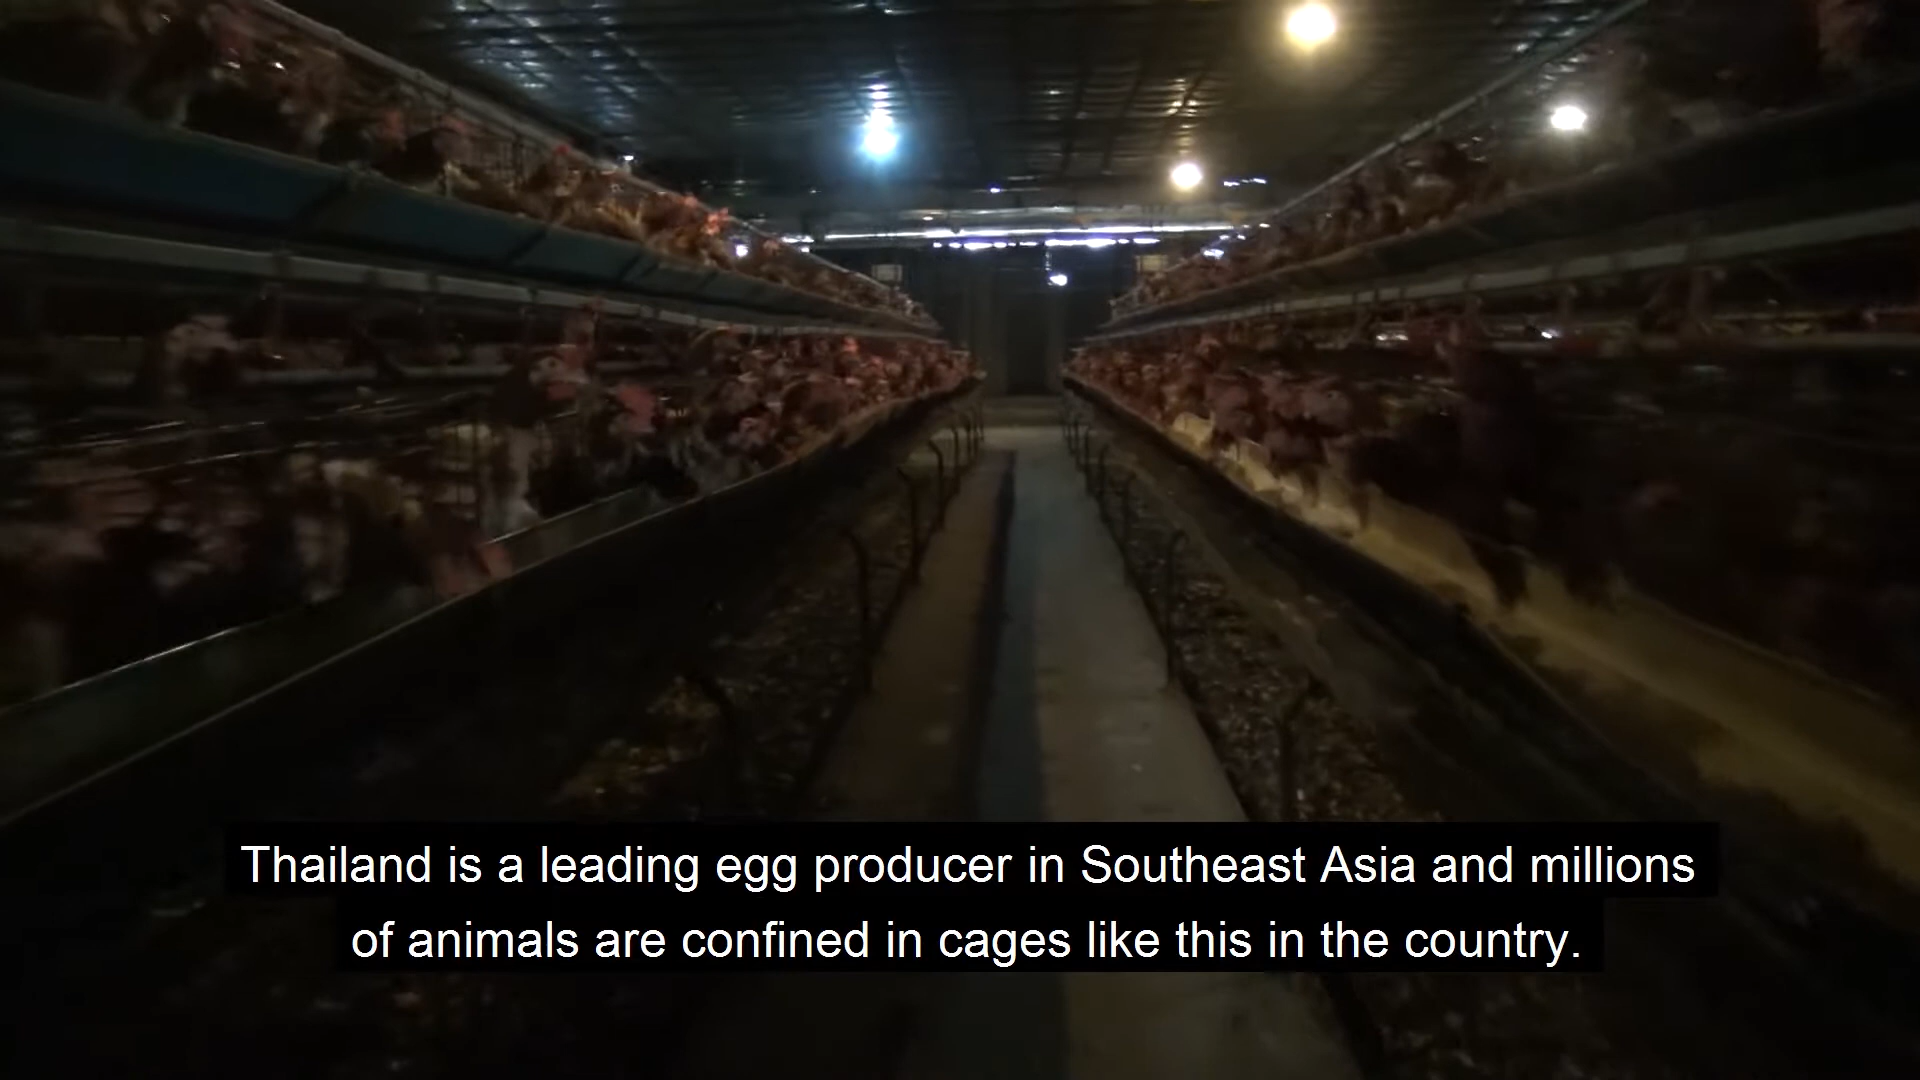 Thailand is a leading egg producer in Southeast Asia and millions
of animals are confined in cages like this in the country.